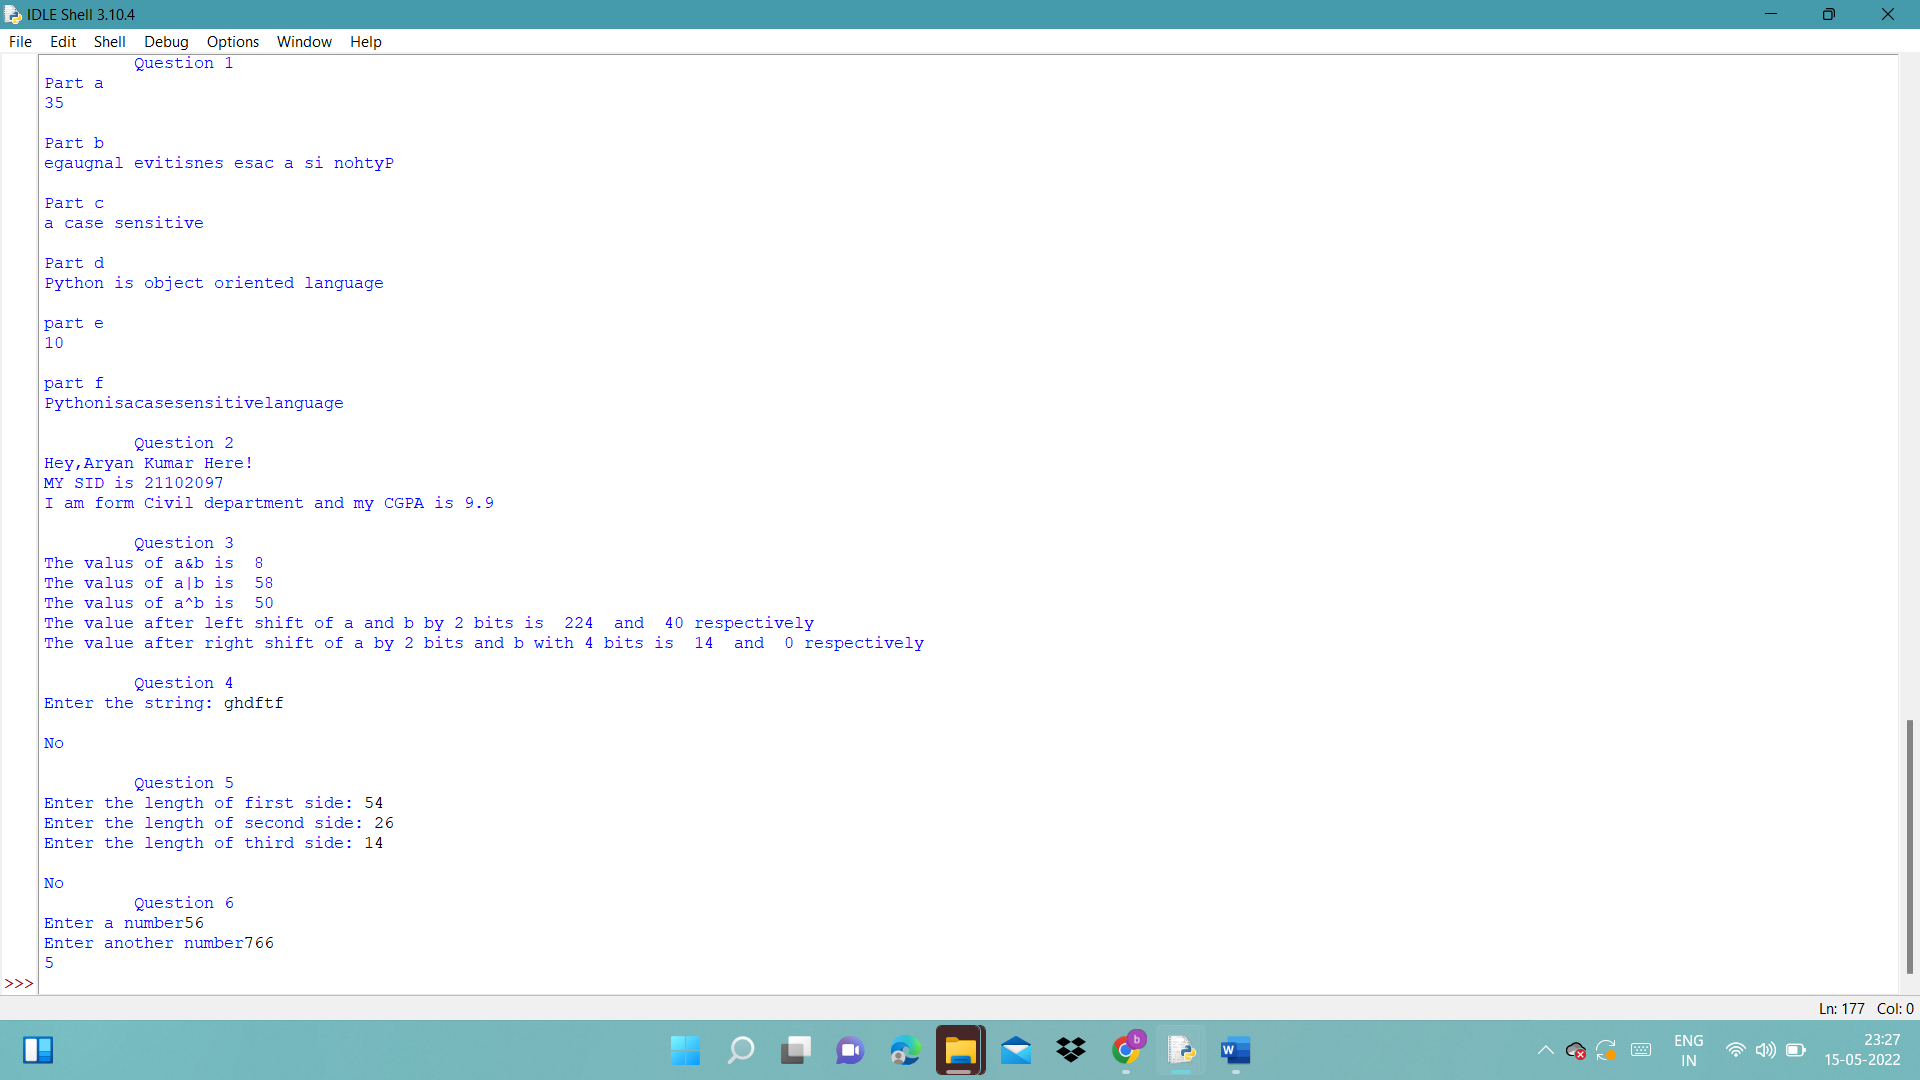 IDLE Shell 3.10.4
File Edit Shell Debug Options Window Help
Question 1
Part a
35
Part b
egaugnal evitisnes esac a si nohtyP
Part c
a case sensitive
Part d
Python is object oriented language
part e
10
part f
Pythonisacasesensitivelanguage
Question 2
Hey,Aryan Kumar Here!
MY SID is 21102097
I am form Civil department and my CGPA is 9.9
Question 3
The valus of a&b is  8
The valus of a|b is  58
The valus of a^b is  50
The value after left shift of a and b by 2 bits is  224  and  40 respectively
The value after right shift of a by 2 bits and b with 4 bits is  14  and  0 respectively
Question 4
Enter the string: ghdftf
No
Question 5
Enter the length of first side: 54
Enter the length of second side: 26
Enter the length of third side: 14
No
Question 6
Enter a number56
Enter another number766
5
>>>
Ln: 177 Col: 0
b
W
ENG
IN
23:27
15-05-2022